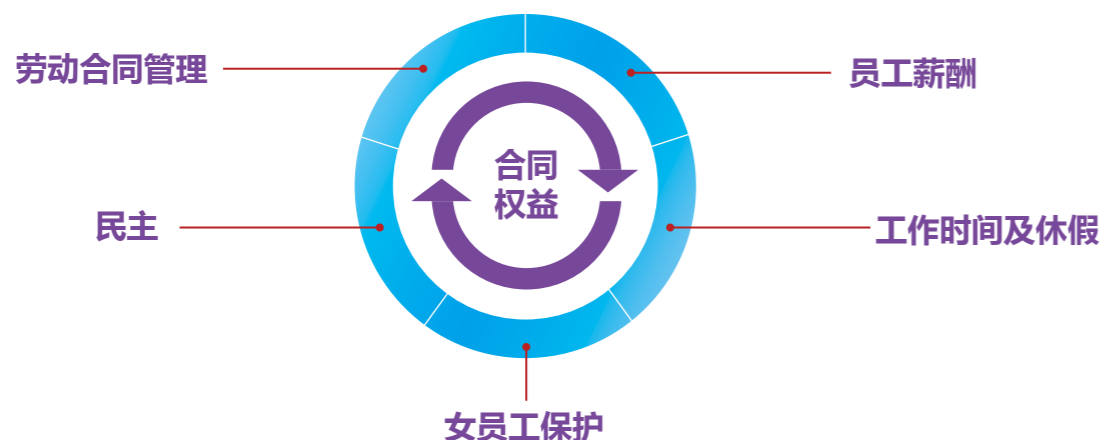 劳动合同管理
员工薪酬
合同
权益
民主
工作时间及休假
女员工保护